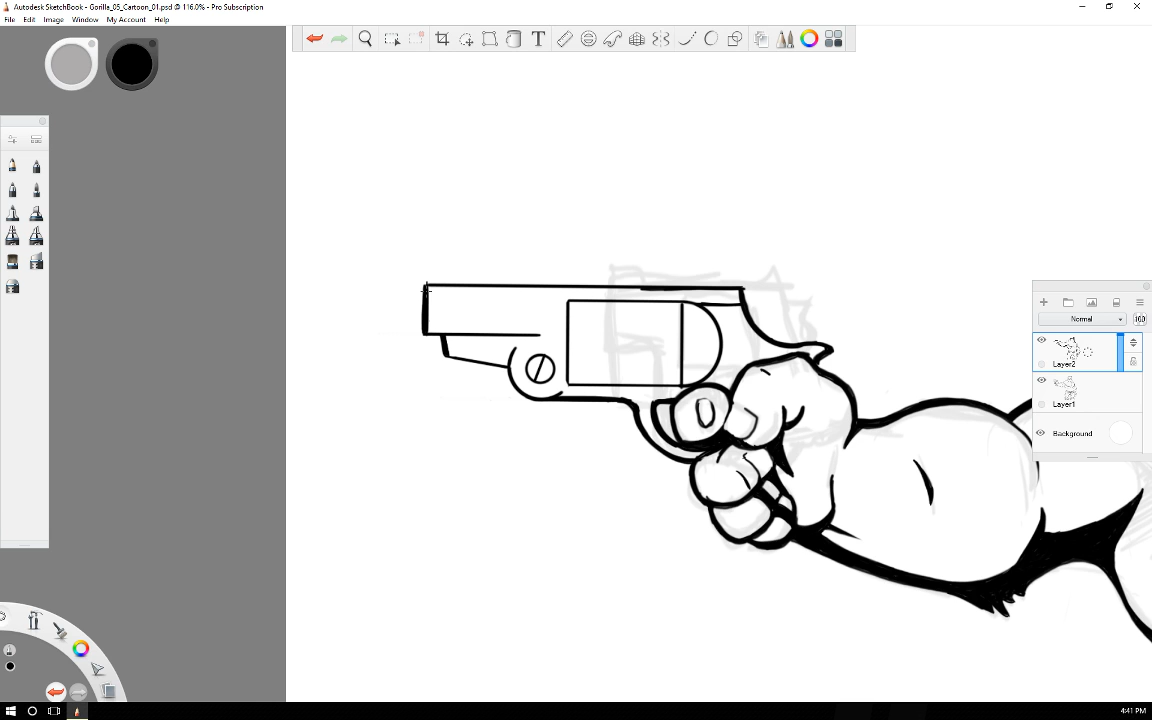 Autodesk SketchBook - Gorilla_05_Cartoon_01.psd @ 116.0% - Pro Subscription
File Edit Image Window My Account Help
T
Normal 100
Layer2
Layer1
Background
4:41 PM